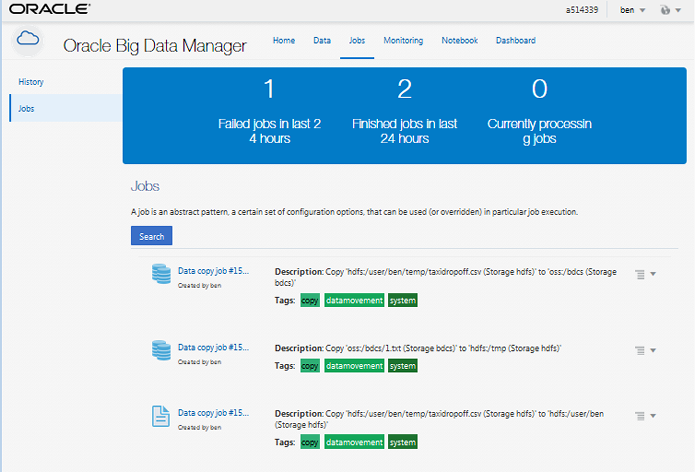 ORACLE®
a514339
ben
Oracle Big Data Manager
Home
Data
Jobs
Monitoring
Notebook
Dashboard
History
Jobs
1
2
0
Failed jobs in last 2
4 hours
Finished jobs in last
24 hours
Currently processin
g jobs
Jobs
A job is an abstract pattern, a certain set of configuration options, that can be used (or overridden) in particular job execution.
Search
Data copy job #15...
Created by ben
Description: Copy 'hdfs:/user/ben/temp/taxidropoff.csv (Storage hdfs)' to 'oss:/bdcs (Storage
bdcs)'
Tags: copy datamovement system
Data copy job #15...
Created by ben
Description: Copy 'oss:/bdcs/1.txt (Storage bdcs)' to 'hdfs:/tmp (Storage hdfs)'
Tags: copy datamovement system
Data copy job #15...
Created by ben
Description: Copy 'hdfs:/user/ben/temp/taxidropoff.csv (Storage hdfs)' to 'hdfs:/user/ben
(Storage hdfs)'
Tags: copy datamovement system